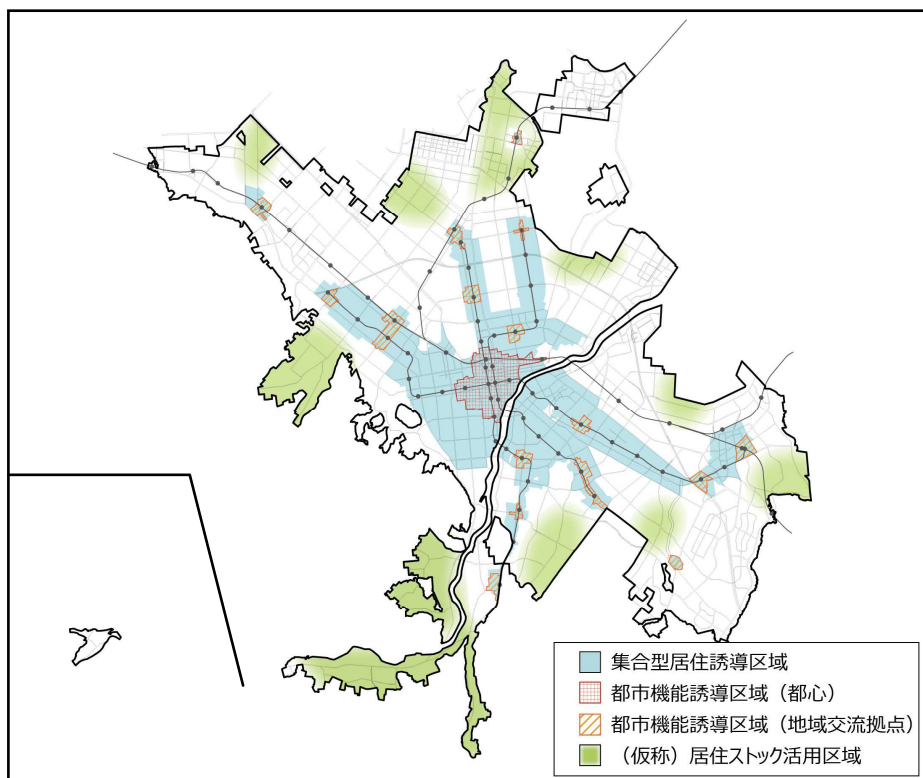 集合型居住誘導区域
都市機能誘導区域（都心）
都市機能誘導区域（地域交流拠点）
（仮称）居住ストック活用区域